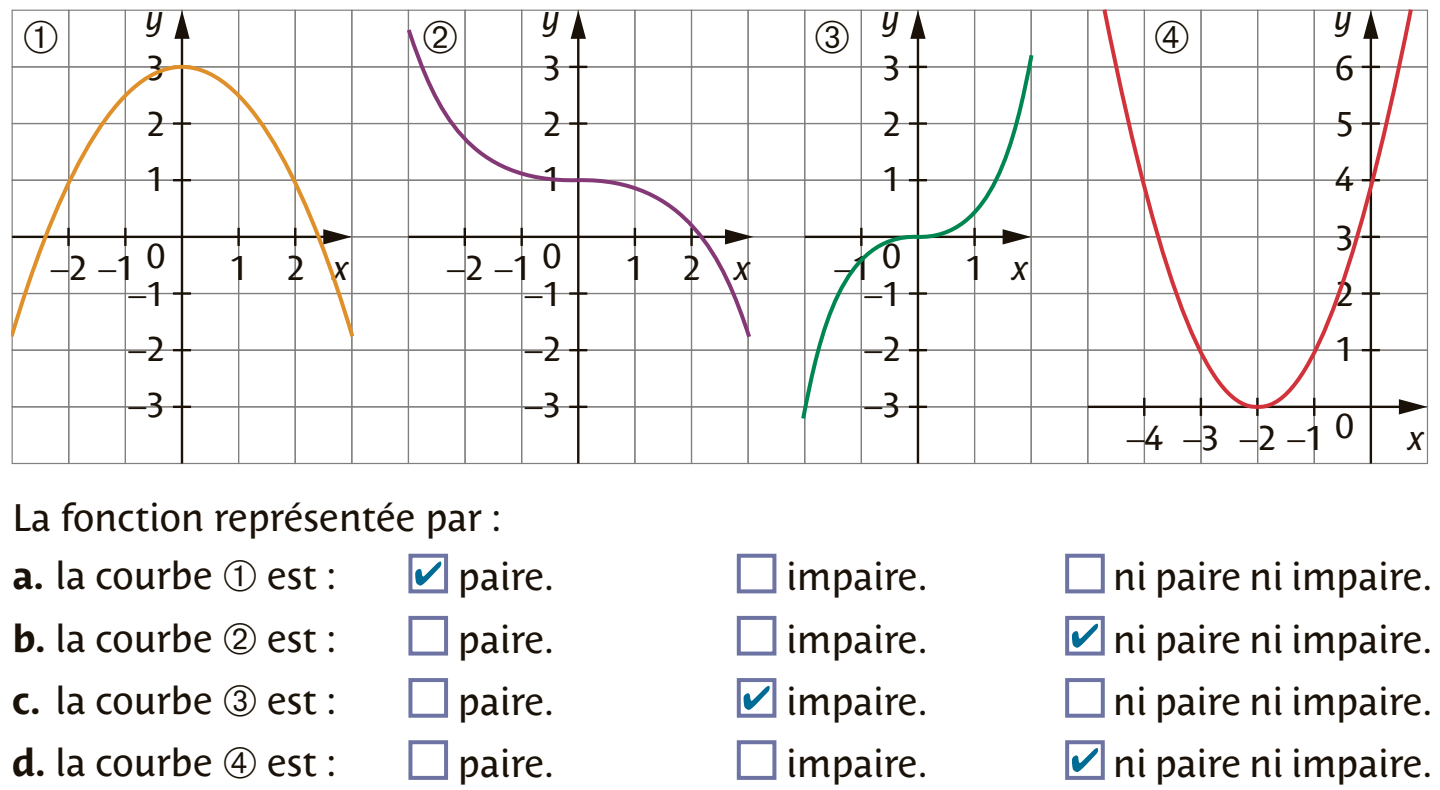 ① y ② y ③ y ④
3 3 3 6
2 2 2 5
1 1 1 4
3
–2 –1 0 1 2 x –2 –1 0 1 2 x –1 0 1 x
–1 –1 –1 2
–2 –2 –2 1
–3 –3 –3
–4 –3 –2 –1 0 x
La fonction représentée par :
a. la courbe ① est : ✔ paire. impaire. ni paire ni impaire.
b. la courbe ② est : paire. impaire. ✔ ni paire ni impaire.
c. la courbe ③ est : paire. ✔ impaire. ni paire ni impaire.
d. la courbe ④ est : paire. impaire. ✔ ni paire ni impaire.